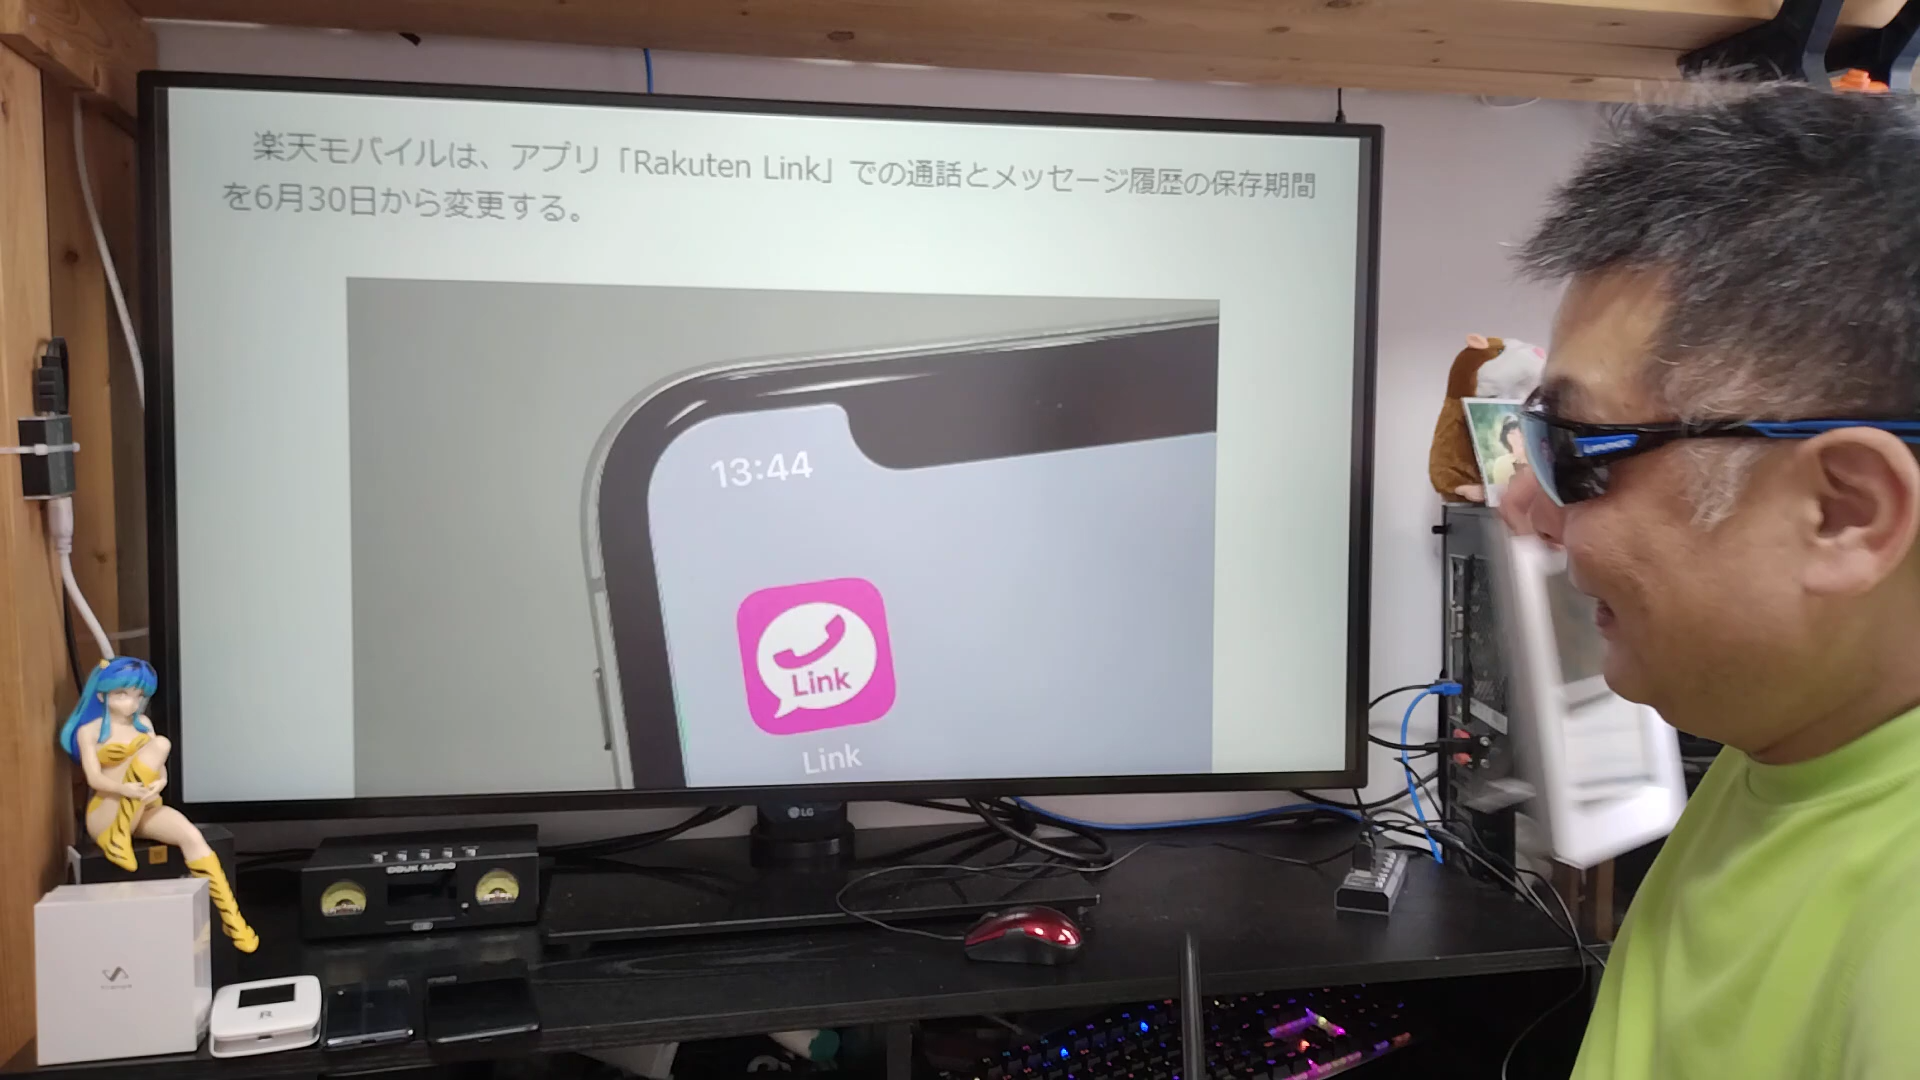 楽天モバイルは、アプリ「Rakuten Link」での通話とメッセージ履歴の保存期間
を6月30日から変更する。
13:44
Link
Link
LG
DOUK AUDIO
R